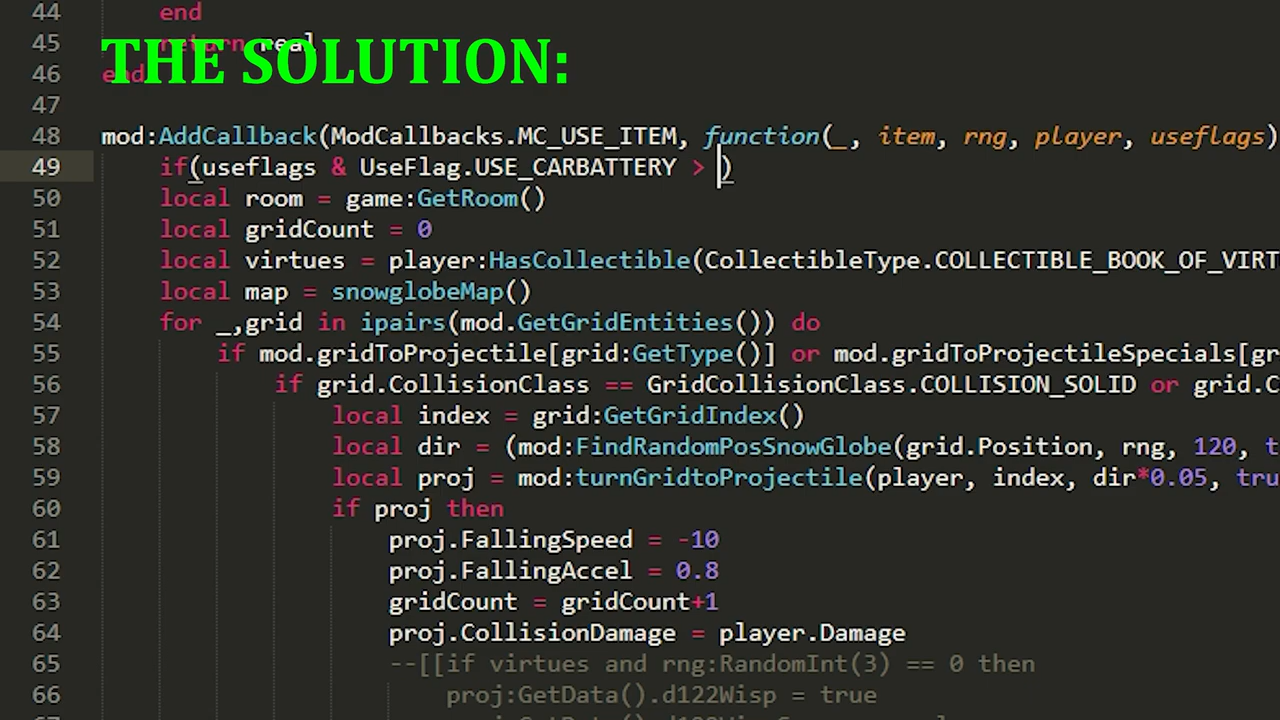 44 end
THE SOLUTION:
45 return real
46 end
47
48 mod:AddCallback(ModCallbacks.MC_USE_ITEM, function(_, item, rng, player, useflags)
49 if(useflags & UseFlag.USE_CARBATTERY > )
50 local room = game:GetRoom()
51 local gridCount = 0
52 local virtues = player:HasCollectible(CollectibleType.COLLECTIBLE_BOOK_OF_VIRT
53 local map = snowglobeMap()
54 for _,grid in ipairs(mod.GetGridEntities()) do
55 if mod.gridToProjectile[grid:GetType()] or mod.gridToProjectileSpecials[gr
56 if grid.CollisionClass == GridCollisionClass.COLLISION_SOLID or grid.C
57 local index = grid:GetGridIndex()
58 local dir = (mod:FindRandomPosSnowGlobe(grid.Position, rng, 120, t
59 local proj = mod:turnGridtoProjectile(player, index, dir*0.05, tru
60 if proj then
61 proj.FallingSpeed = -10
62 proj.FallingAccel = 0.8
63 gridCount = gridCount+1
64 proj.CollisionDamage = player.Damage
65 --[[if virtues and rng:RandomInt(3) == 0 then
66 proj:GetData().d122Wisp = true